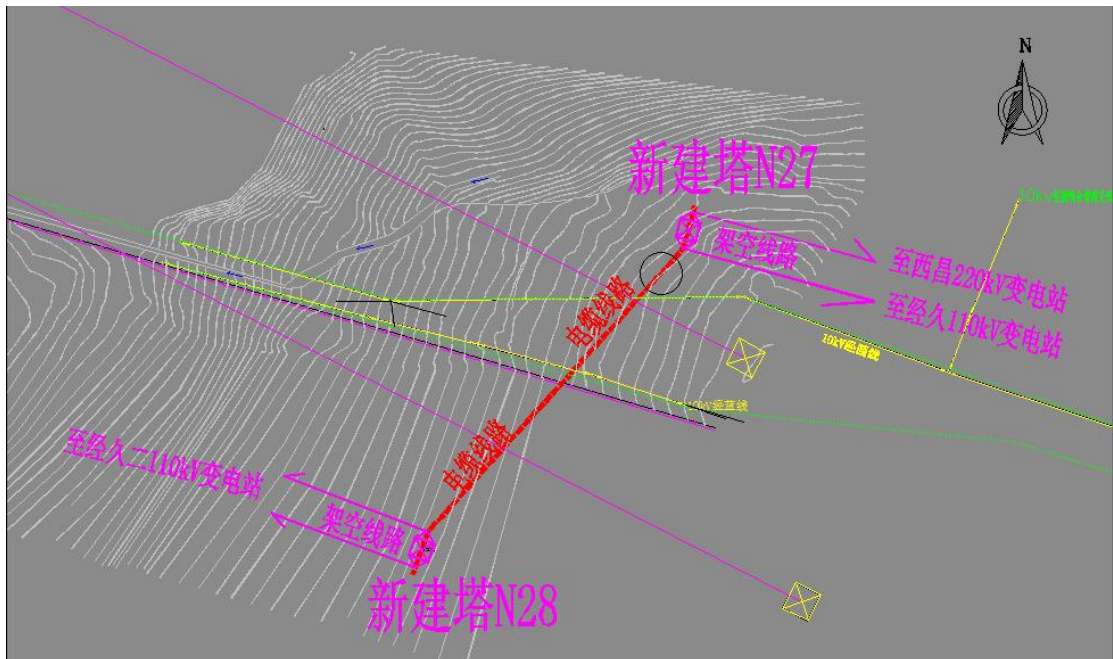 N
新建塔N27
架空线路
至西昌220kV变电站
至经久110kV变电站
电缆线路
10kV经蓝线
电缆线路
至经久二110kV变电站
架空线路
新建塔N28